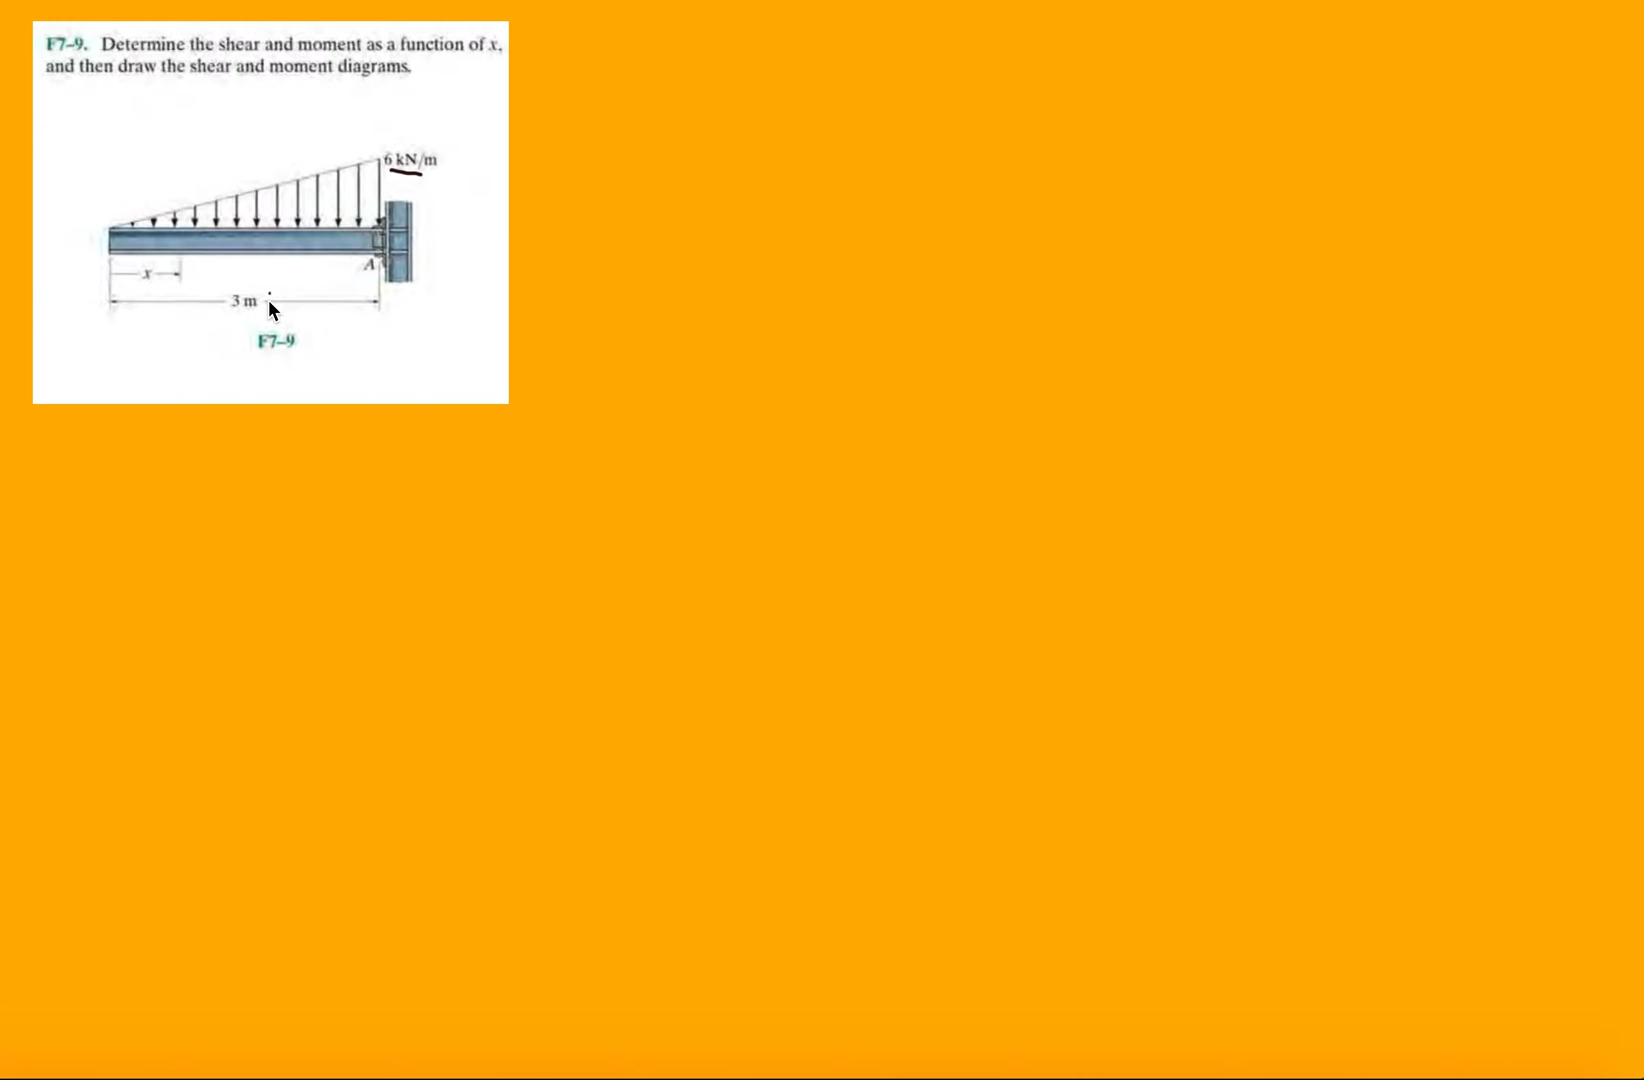 F7–9. Determine the shear and moment as a function of x,
and then draw the shear and moment diagrams.
6 kN/m
A
x
3 m
F7–9